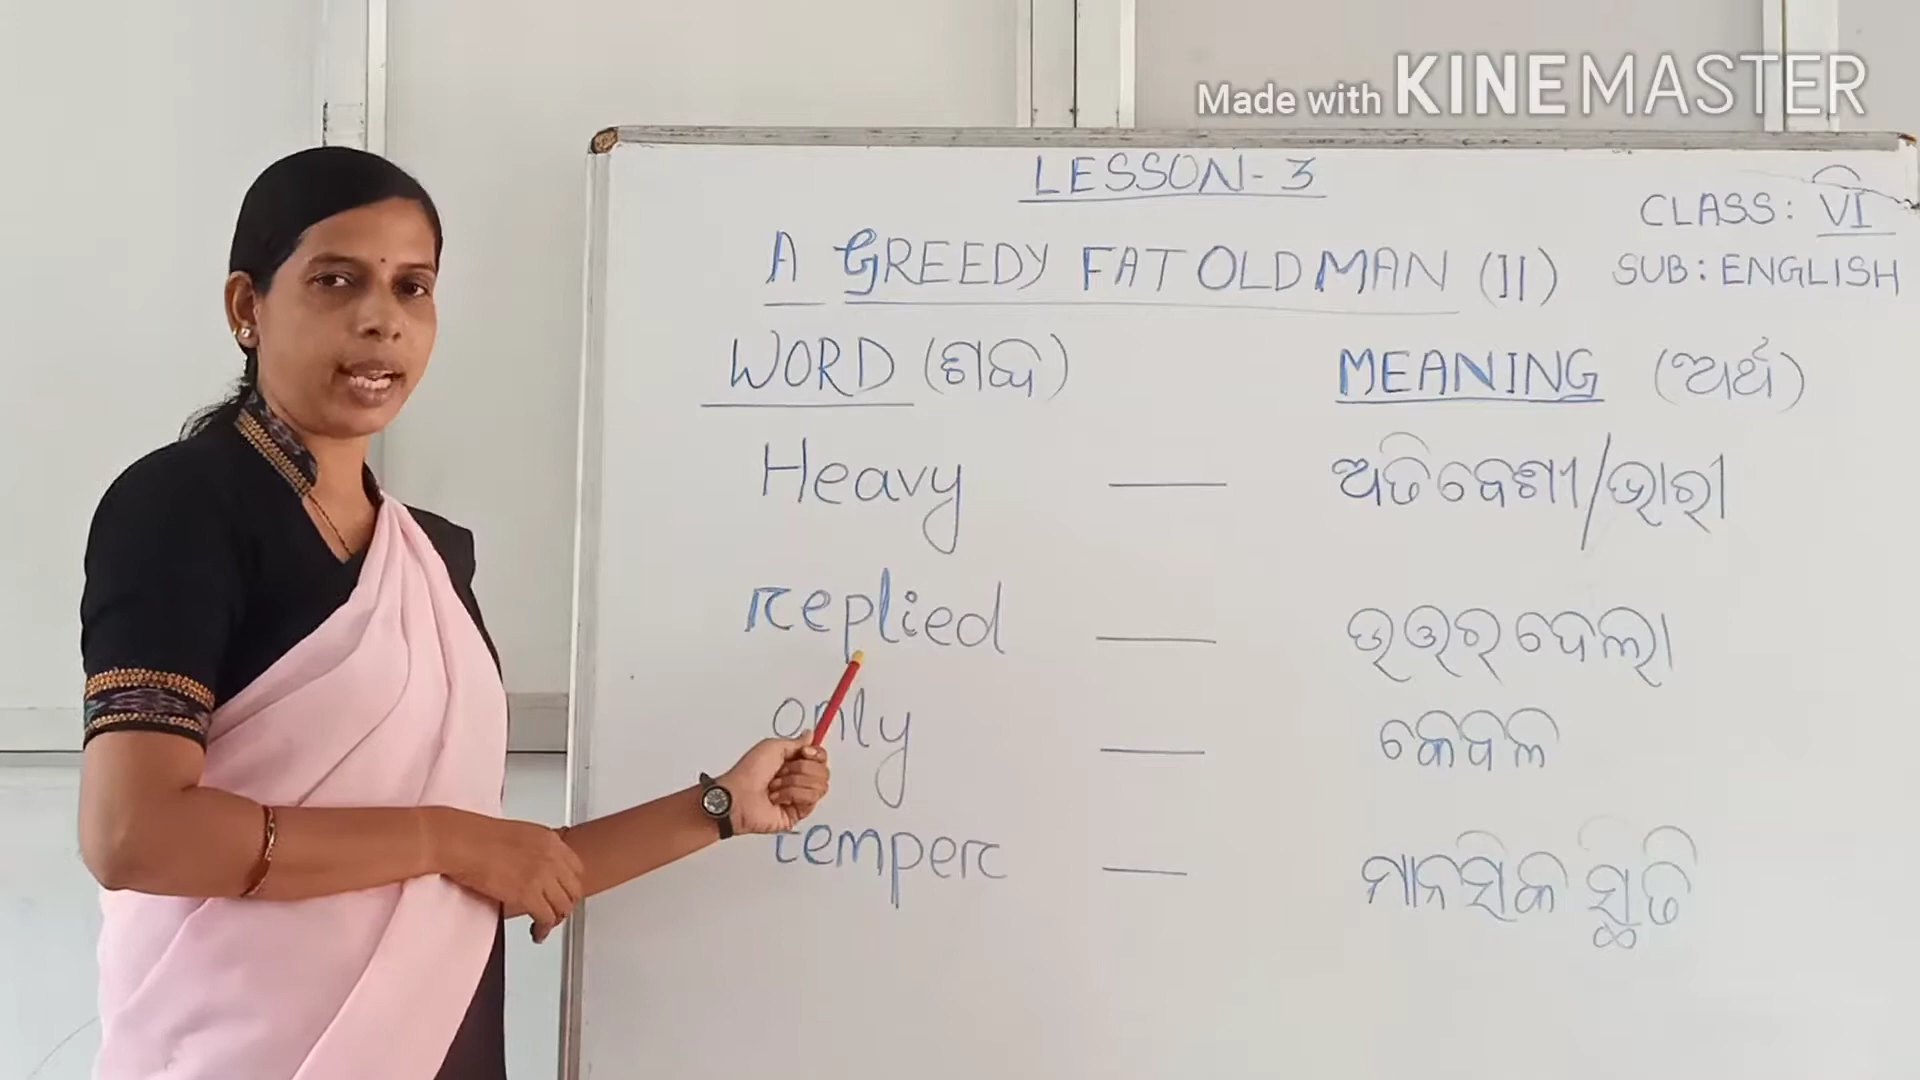 Made with KINEMASTER
LESSON-3
CLASS: VI
A GREEDY FAT OLD MAN (II)
SUB: ENGLISH
WORD (ଶବ୍ଦ) MEANING (ଅର୍ଥ)
Heavy — ଅତି ବେଶୀ/ଭାରୀ
replied — ଉତ୍ତର ଦେଲା
only — କେବଳ
temper — ମାନସିକ ସ୍ଥିତି